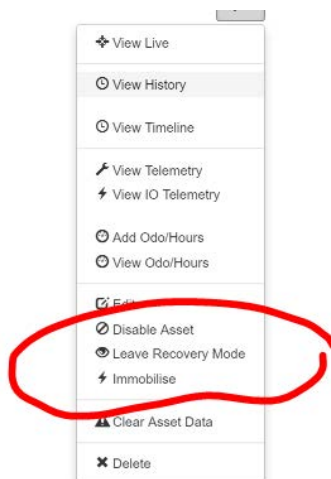 View Live
View History
View Timeline
View Telemetry
View IO Telemetry
Add Odo/Hours
View Odo/Hours
Disable Asset
Leave Recovery Mode
Immobilise
Clear Asset Data
Delete